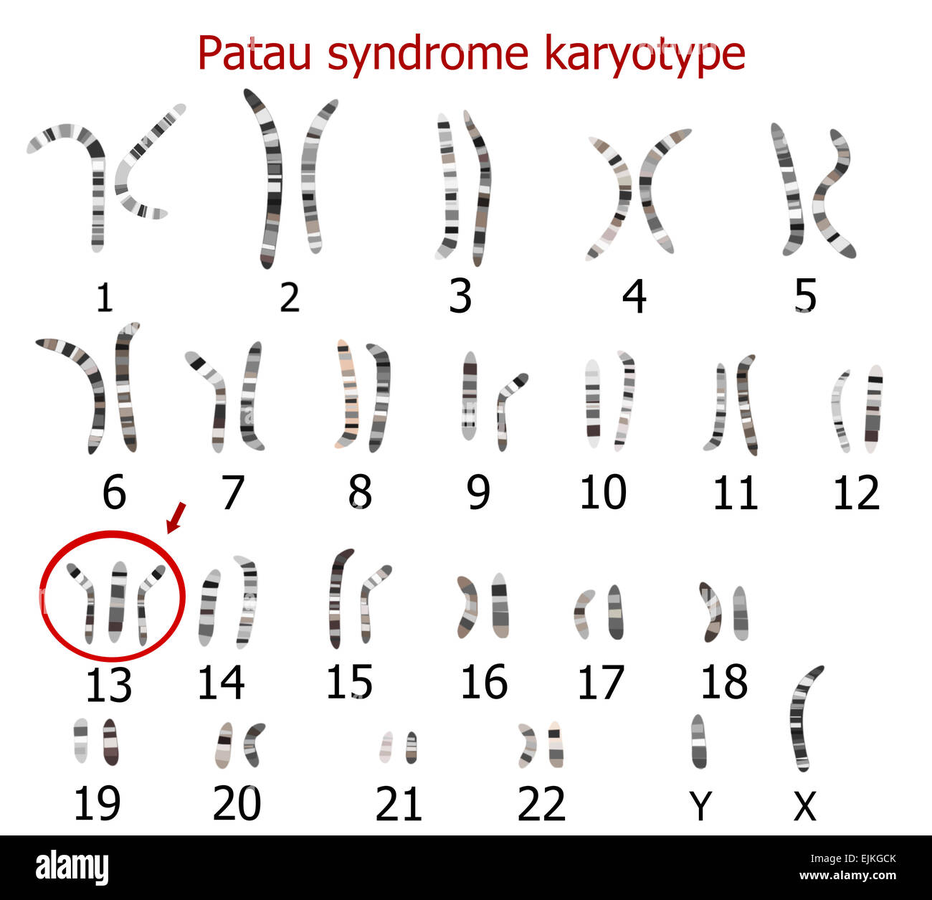 Patau syndrome karyotype
1 2 3 4 5
6 7 8 9 10 11 12
13 14 15 16 17 18
19 20 21 22 Y X
alamy
Image ID: EJKGCK
www.alamy.com